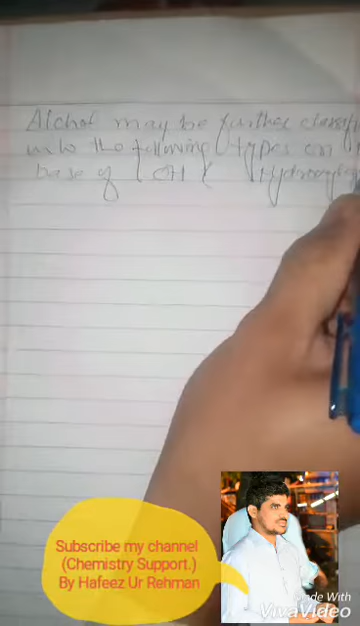 Alchol may be further classif
into the following types on t
base of (OH) Hydroxyl
Subscribe my channel
(Chemistry Support.)
By Hafeez Ur Rehman
Made With
VivaVideo